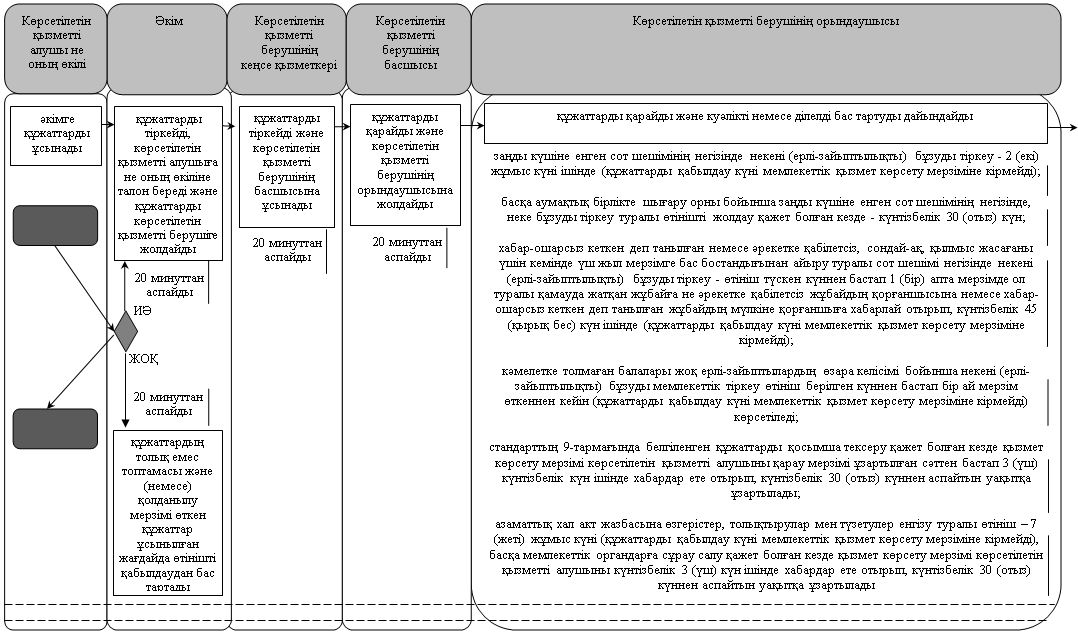 Көрсетілетін
қызметті
алушы не
оның өкілі
Әкім
Көрсетілетін
қызметті
берушінің
кеңсе қызметкері
Көрсетілетін
қызметті
берушінің
басшысы
Көрсетілетін қызметті берушінің орындаушысы
әкімге
құжаттарды
ұсынады
құжаттарды
тіркейді,
көрсетілетін
қызметті алушыға
не оның өкіліне
талон береді және
құжаттарды
көрсетілетін
қызметті берушіге
жолдайды
20 минуттан
аспайды
ИӘ
ЖОҚ
20 минуттан
аспайды
құжаттардың
толық емес
топтамасы және
(немесе)
қолданылу
мерзімі өткен
құжаттар
ұсынылған
жағдайда өтінішті
қабылдаудан бас
тартады
құжаттарды
тіркейді және
көрсетілетін
қызметті
берушінің
басшысына
ұсынады
20 минуттан
аспайды
құжаттарды
қарайды және
көрсетілетін
қызметті
берушінің
орындаушысына
жолдайды
20 минуттан
аспайды
құжаттарды қарайды және куәлікті немесе дәлелді бас тартуды дайындайды
заңды күшіне енген сот шешімінің негізінде некені (ерлі-зайыптылықты) бұзуды тіркеу - 2 (екі)
жұмыс күні ішінде (құжаттарды қабылдау күні мемлекеттік қызмет көрсету мерзіміне кірмейді);
басқа аумақтық бірлікте шығару орны бойынша заңды күшіне енген сот шешімінің негізінде,
неке бұзуды тіркеу туралы өтінішті жолдау қажет болған кезде - күнтізбелік 30 (отыз) күн;
хабар-ошарсыз кеткен деп танылған немесе әрекетке қабілетсіз, сондай-ақ, қылмыс жасағаны
үшін кемінде үш жыл мерзімге бас бостандығынан айыру туралы сот шешімі негізінде некені
(ерлі-зайыптылықты) бұзуды тіркеу - өтініш түскен күннен бастап 1 (бір) апта мерзімде ол
туралы қамауда жатқан жұбайға не әрекетке қабілетсіз жұбайдың қорғаншысына немесе хабар-
ошарсыз кеткен деп танылған жұбайдың мүлкіне қорғаншыға хабарлай отырып, күнтізбелік 45
(қырық бес) күн ішінде (құжаттарды қабылдау күні мемлекеттік қызмет көрсету мерзіміне
кірмейді);
кәмелетке толмаған балалары жоқ ерлі-зайыптылардың өзара келісімі бойынша некені (ерлі-
зайыптылықты) бұзуды мемлекеттік тіркеу өтініш берілген күннен бастап бір ай мерзім
өткеннен кейін (құжаттарды қабылдау күні мемлекеттік қызмет көрсету мерзіміне кірмейді)
көрсетіледі;
стандарттың 9-тармағында белгіленген құжаттарды қосымша тексеру қажет болған кезде қызмет
көрсету мерзімі көрсетілетін қызметті алушыны қарау мерзімі ұзартылған сәттен бастап 3 (үш)
күнтізбелік күн ішінде хабардар ете отырып, күнтізбелік 30 (отыз) күннен аспайтын уақытқа
ұзартылады;
азаматтық хал акт жазбасына өзгерістер, толықтырулар мен түзетулер енгізу туралы өтініш – 7
(жеті) жұмыс күні (құжаттарды қабылдау күні мемлекеттік қызмет көрсету мерзіміне кірмейді),
басқа мемлекеттік органдарға сұрау салу қажет болған кезде қызмет көрсету мерзімі көрсетілетін
қызметті алушыны күнтізбелік 3 (үш) күн ішінде хабардар ете отырып, күнтізбелік 30 (отыз)
күннен аспайтын уақытқа ұзартылады